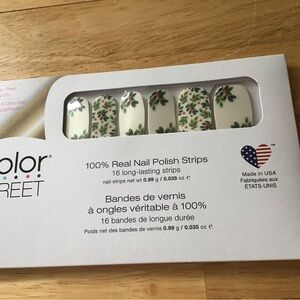 olor
REET
100% Real Nail Polish Strips
16 long-lasting strips
nail strips net wt 0.99 g / 0.035 oz e
Bandes de vernis
à ongles véritable à 100%
16 bandes de longue durée
Poids net des bandes de vernis 0.99 g / 0.035 oz e
Made in USA
Fabriquées aux
ÉTATS-UNIS